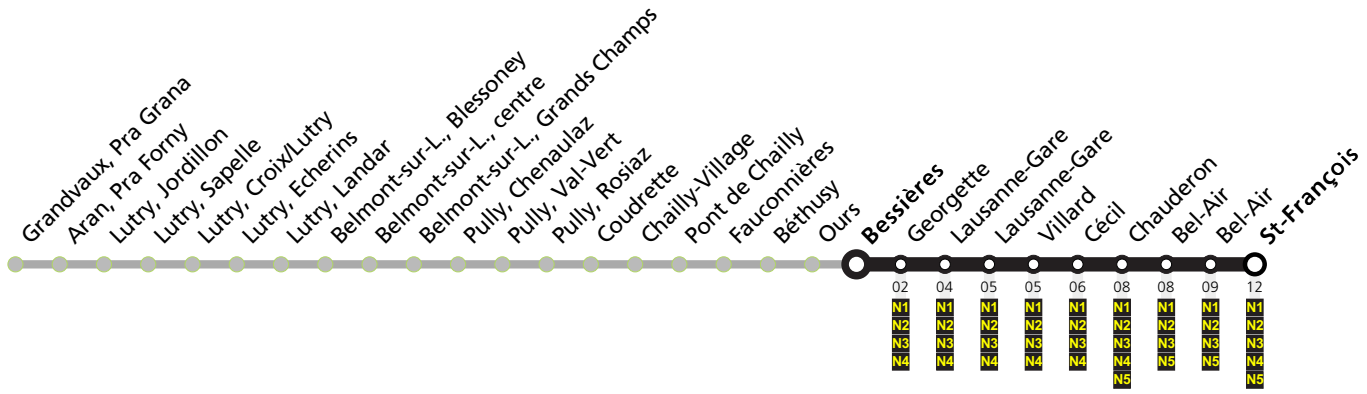 Grandvaux, Pra Grana
Aran, Pra Forny
Lutry, Jordillon
Lutry, Sapelle
Lutry, Croix/Lutry
Lutry, Echerins
Lutry, Landar
Belmont-sur-L., Blessoney
Belmont-sur-L., centre
Belmont-sur-L., Grands Champs
Pully, Chenaulaz
Pully, Val-Vert
Pully, Rosiaz
Coudrette
Chailly-Village
Pont de Chailly
Fauconnières
Béthusy
Ours
Bessières
Georgette
Lausanne-Gare
Lausanne-Gare
Villard
Cécil
Chauderon
Bel-Air
Bel-Air
St-François
02 04 05 05 06 08 08 09 12
N1 N1 N1 N1 N1 N1 N1 N1 N1
N2 N2 N2 N2 N2 N2 N2 N2 N2
N3 N3 N3 N3 N3 N3 N3 N3 N3
N4 N4 N4 N4 N4 N4 N5 N5 N4
N5 N5